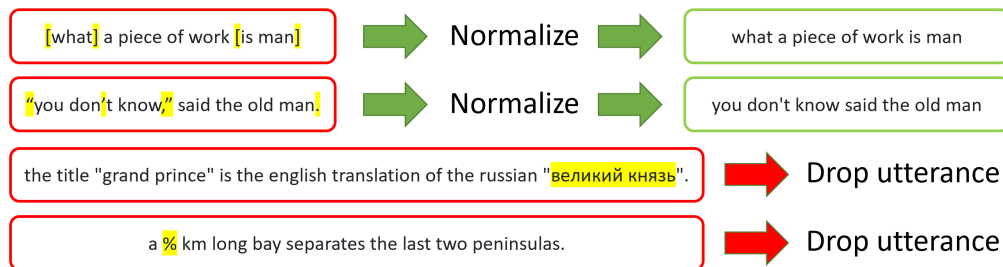 [what] a piece of work [is man] Normalize what a piece of work is man
“you don’t know,” said the old man. Normalize you don't know said the old man
the title "grand prince" is the english translation of the russian "великий князь". Drop utterance
a % km long bay separates the last two peninsulas. Drop utterance